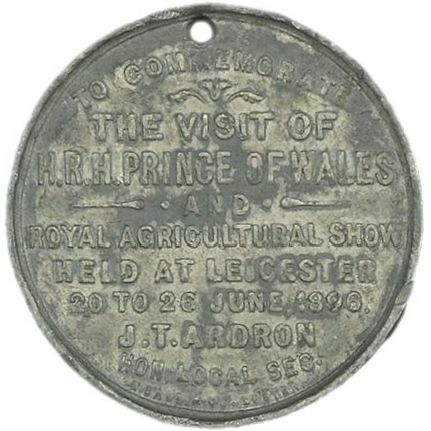 TO COMMEMORATE
THE VISIT OF
H.R.H. PRINCE OF WALES
· AND ·
ROYAL AGRICULTURAL SHOW
HELD AT LEICESTER
20 TO 26 JUNE, 1896.
J.T. ARDRON
HON. LOCAL SEC.